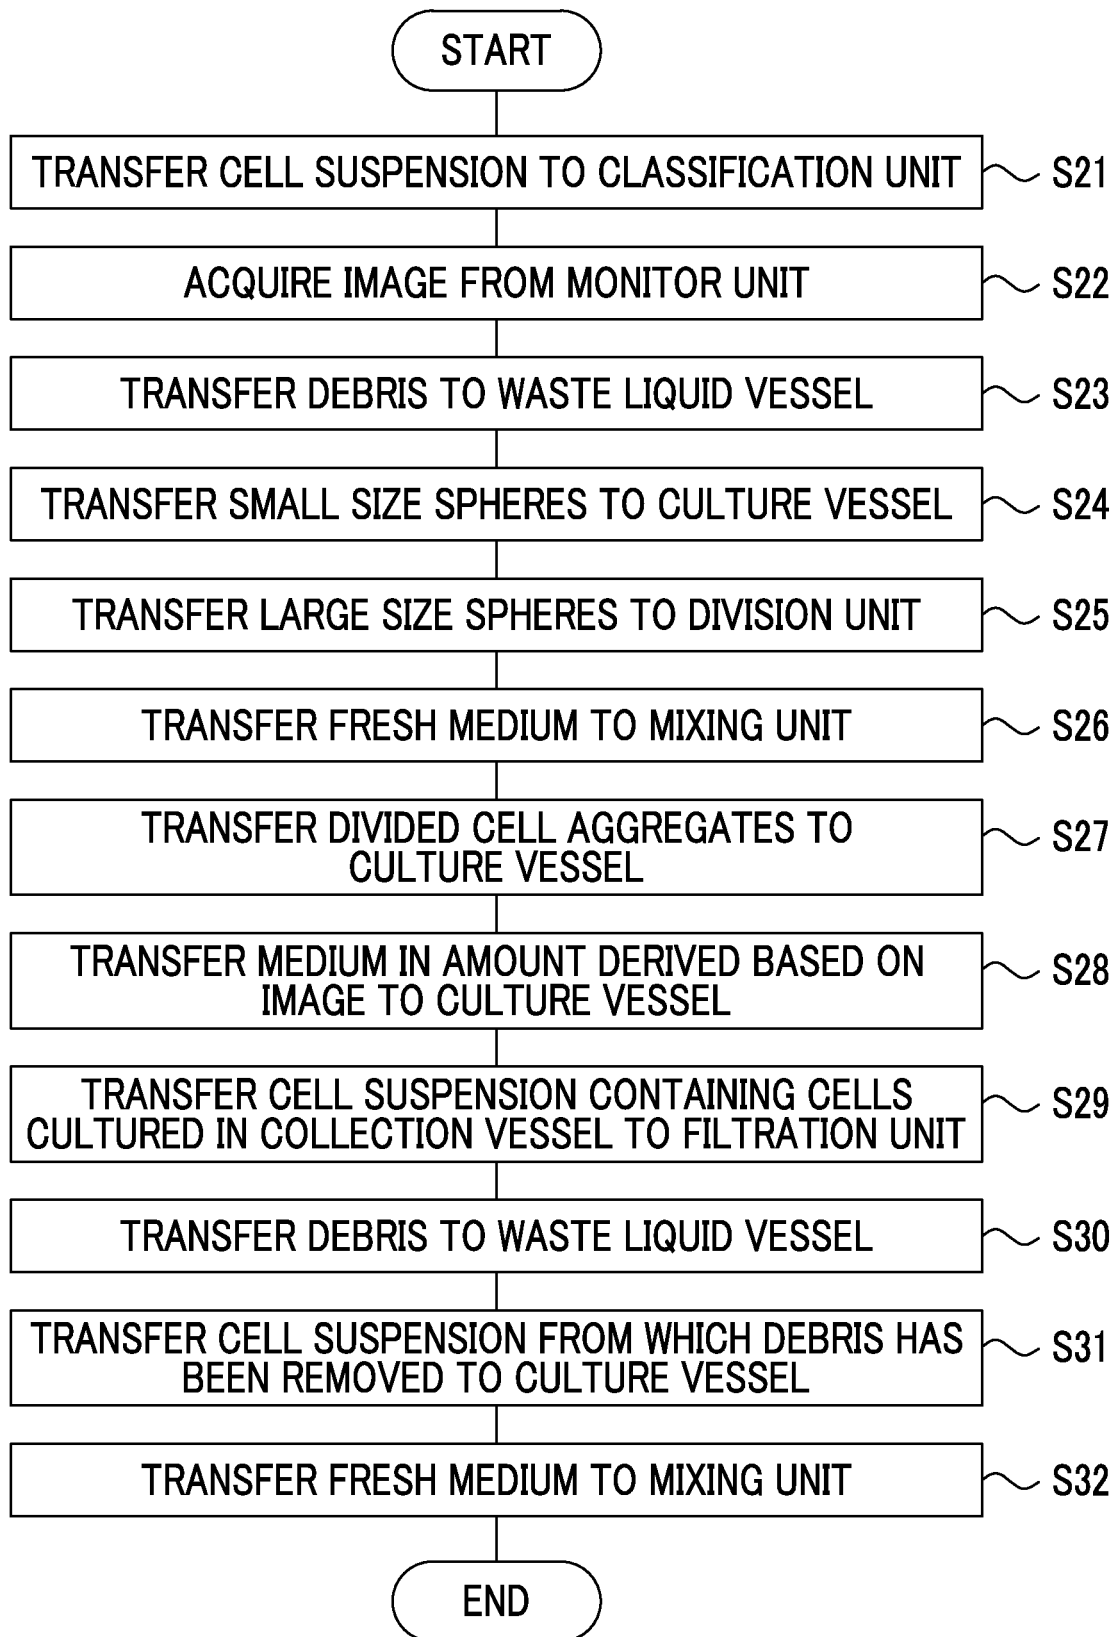 START
TRANSFER CELL SUSPENSION TO CLASSIFICATION UNIT S21
ACQUIRE IMAGE FROM MONITOR UNIT S22
TRANSFER DEBRIS TO WASTE LIQUID VESSEL S23
TRANSFER SMALL SIZE SPHERES TO CULTURE VESSEL S24
TRANSFER LARGE SIZE SPHERES TO DIVISION UNIT S25
TRANSFER FRESH MEDIUM TO MIXING UNIT S26
TRANSFER DIVIDED CELL AGGREGATES TO
CULTURE VESSEL S27
TRANSFER MEDIUM IN AMOUNT DERIVED BASED ON
IMAGE TO CULTURE VESSEL S28
TRANSFER CELL SUSPENSION CONTAINING CELLS
CULTURED IN COLLECTION VESSEL TO FILTRATION UNIT S29
TRANSFER DEBRIS TO WASTE LIQUID VESSEL S30
TRANSFER CELL SUSPENSION FROM WHICH DEBRIS HAS
BEEN REMOVED TO CULTURE VESSEL S31
TRANSFER FRESH MEDIUM TO MIXING UNIT S32
END